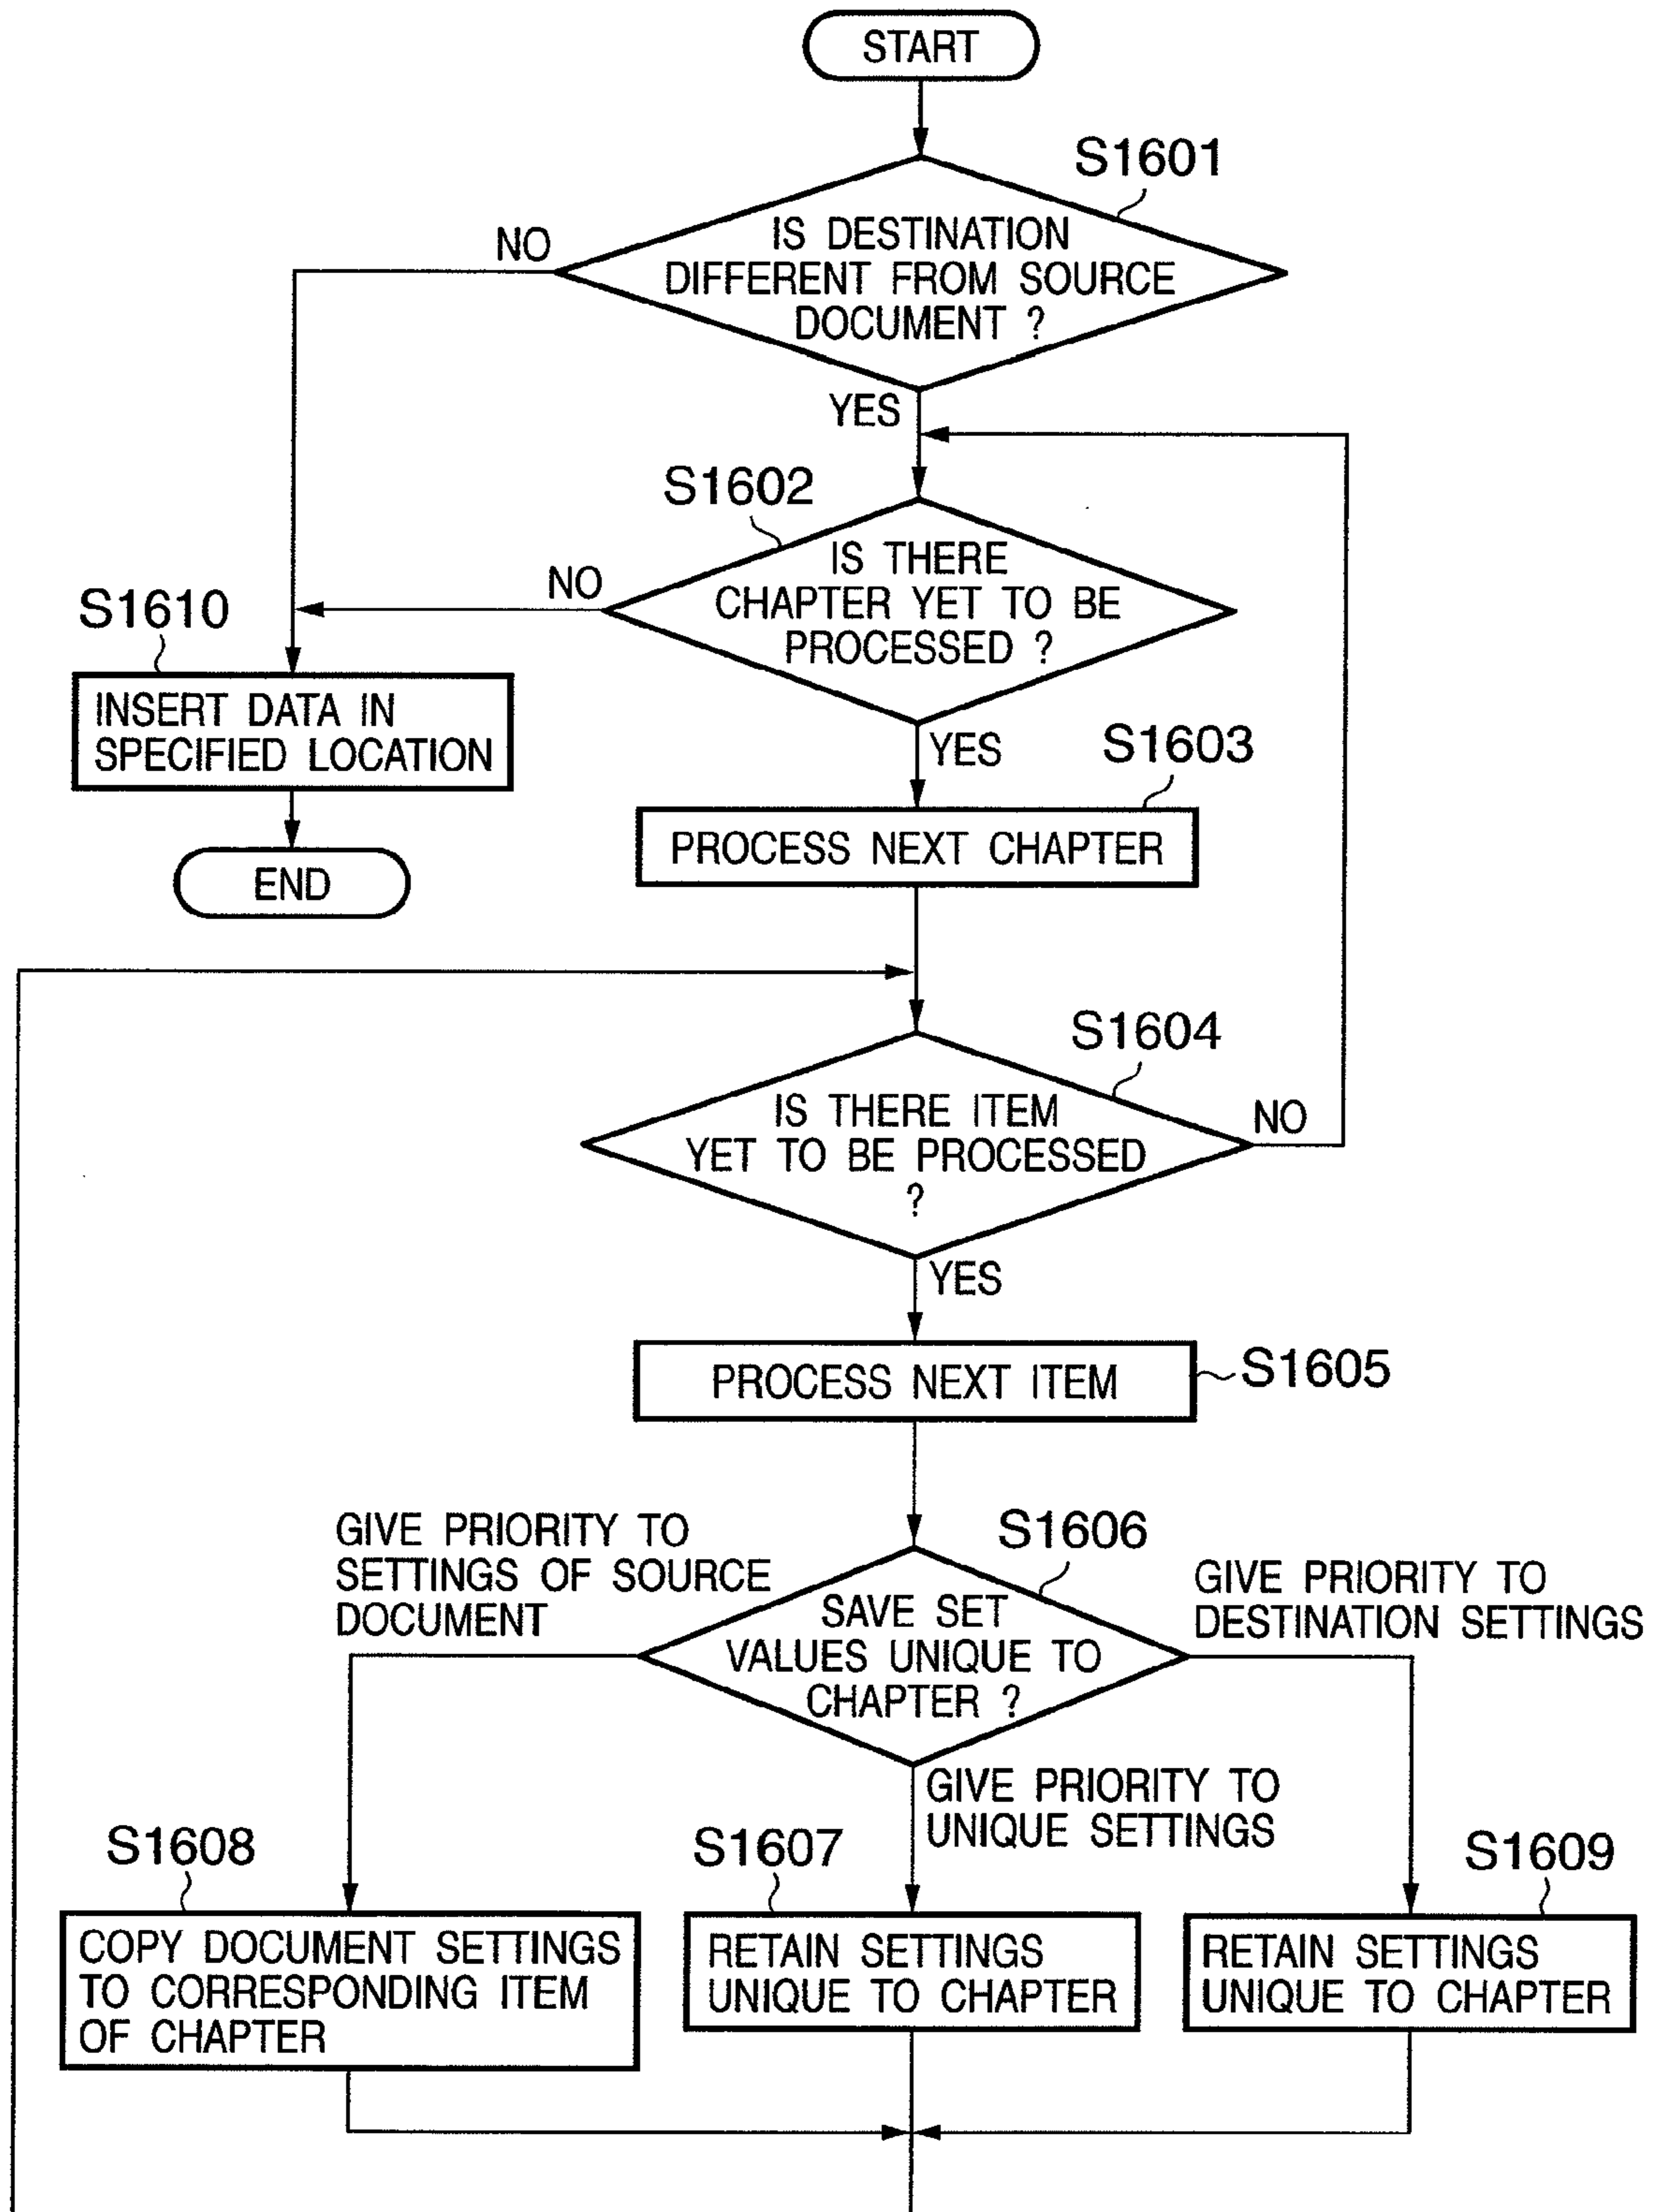 START
S1601
IS DESTINATION
DIFFERENT FROM SOURCE
DOCUMENT ?
NO
YES
S1602
IS THERE
CHAPTER YET TO BE
PROCESSED ?
NO
YES
S1610
INSERT DATA IN
SPECIFIED LOCATION
END
S1603
PROCESS NEXT CHAPTER
S1604
IS THERE ITEM
YET TO BE PROCESSED
?
NO
YES
PROCESS NEXT ITEM
S1605
S1606
SAVE SET
VALUES UNIQUE TO
CHAPTER ?
GIVE PRIORITY TO
SETTINGS OF SOURCE
DOCUMENT
GIVE PRIORITY TO
DESTINATION SETTINGS
GIVE PRIORITY TO
UNIQUE SETTINGS
S1608
COPY DOCUMENT SETTINGS
TO CORRESPONDING ITEM
OF CHAPTER
S1607
RETAIN SETTINGS
UNIQUE TO CHAPTER
S1609
RETAIN SETTINGS
UNIQUE TO CHAPTER